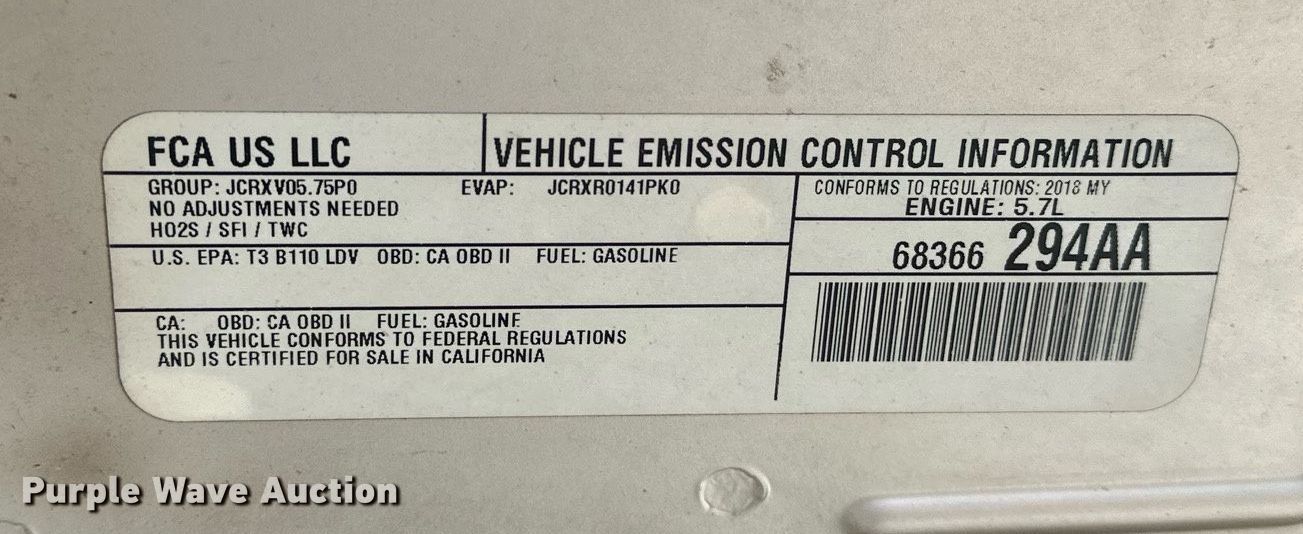 FCA US LLC
VEHICLE EMISSION CONTROL INFORMATION
GROUP: JCRXV05.75P0 EVAP: JCRXR0141PK0
NO ADJUSTMENTS NEEDED
HO2S / SFI / TWC
CONFORMS TO REGULATIONS: 2018 MY
ENGINE: 5.7L
68366 294AA
U.S. EPA: T3 B110 LDV OBD: CA OBD II FUEL: GASOLINE
CA: OBD: CA OBD II FUEL: GASOLINE
THIS VEHICLE CONFORMS TO FEDERAL REGULATIONS
AND IS CERTIFIED FOR SALE IN CALIFORNIA
Purple Wave Auction